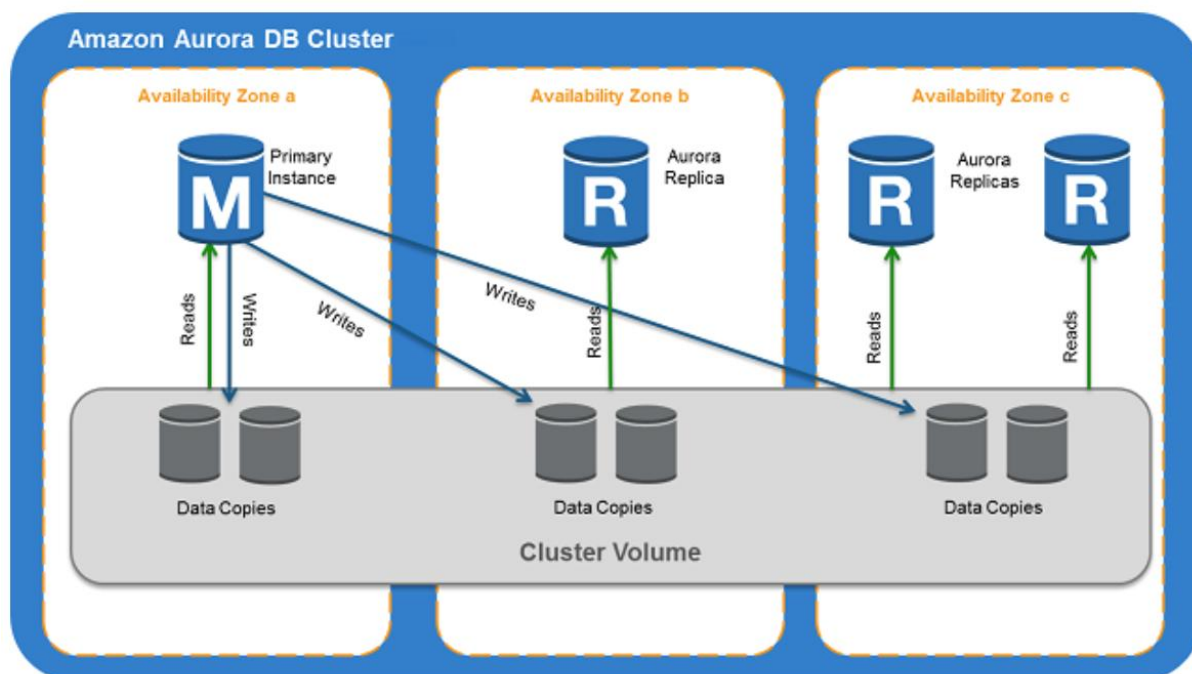 Amazon Aurora DB Cluster
Availability Zone a
Availability Zone b
Availability Zone c
M
Primary
Instance
R
Aurora
Replica
R
Aurora
Replicas
R
Reads
Writes
Writes
Writes
Reads
Reads
Reads
Data Copies
Data Copies
Data Copies
Cluster Volume